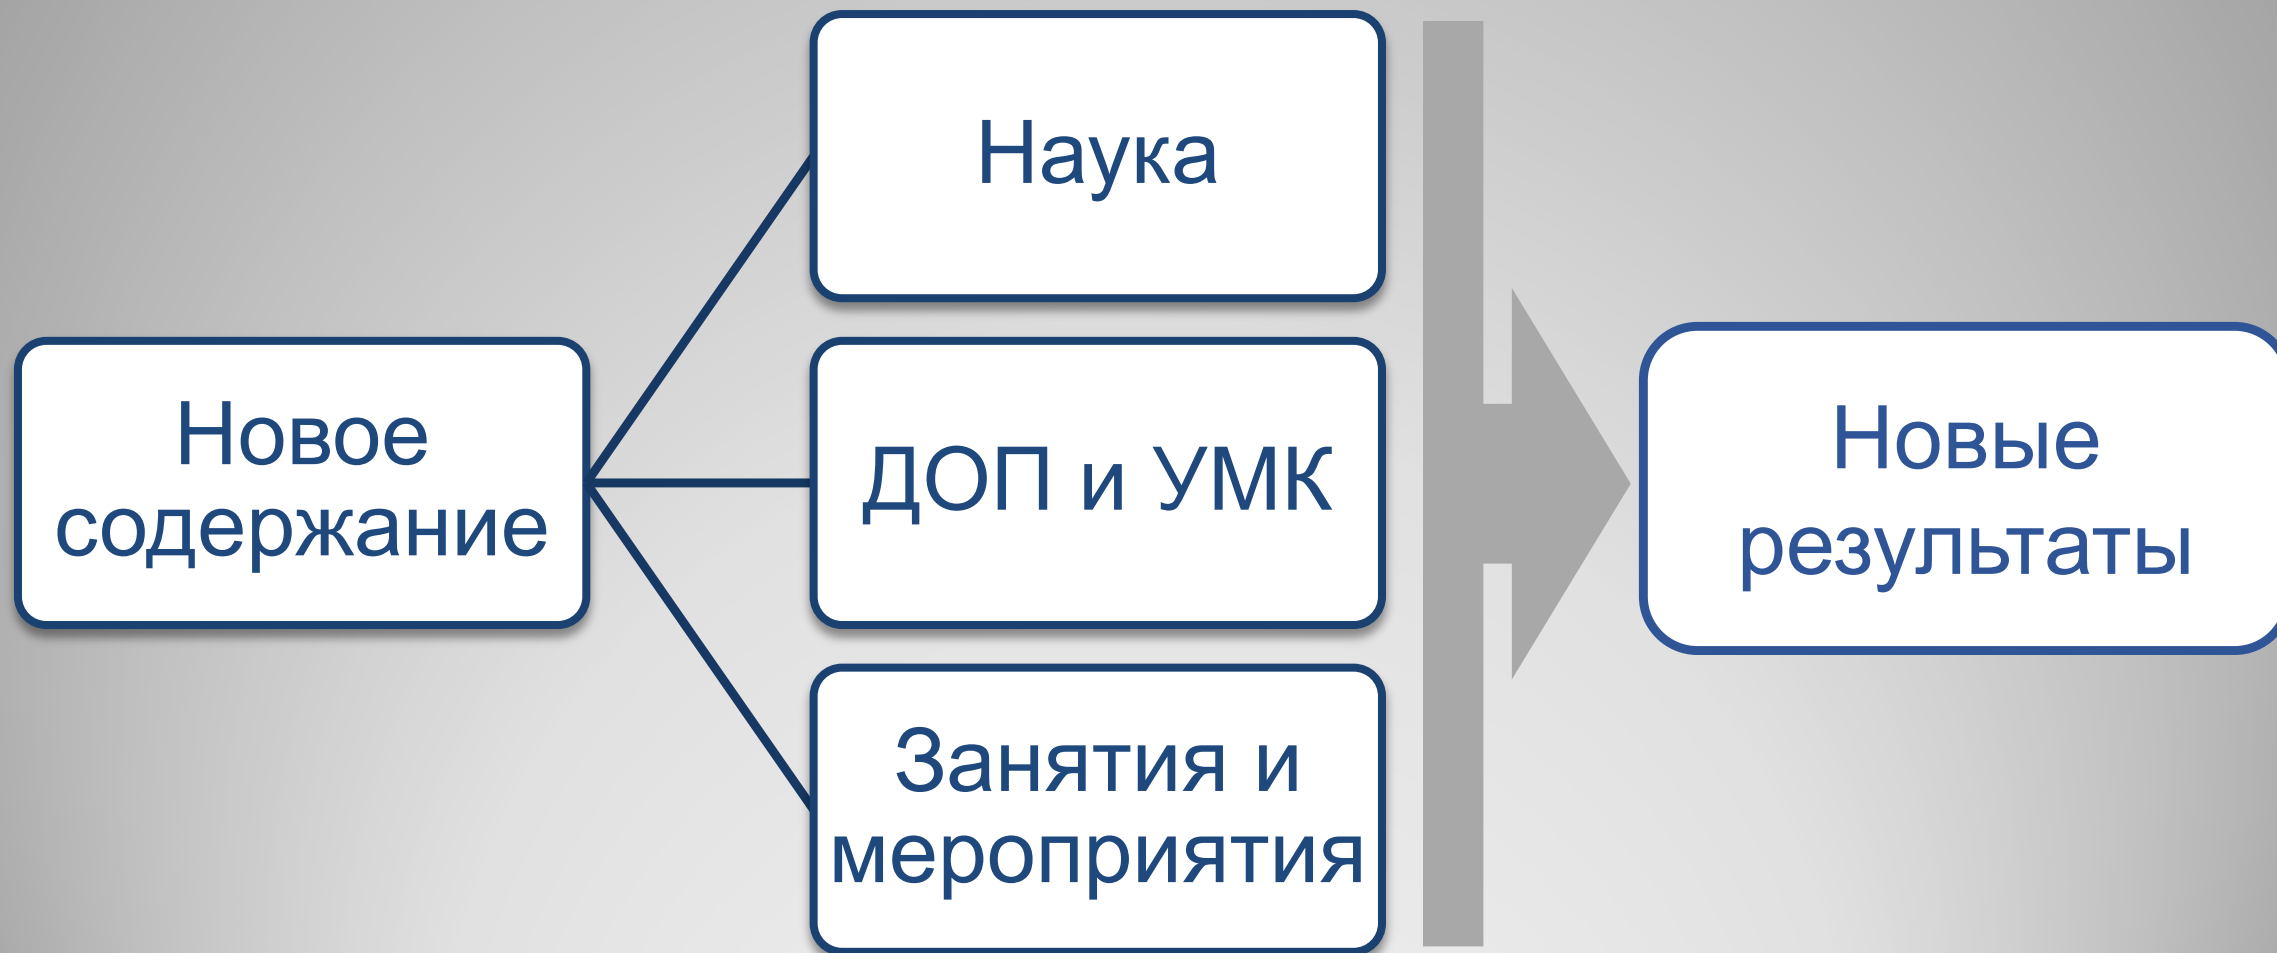 Новое
содержание
Наука
ДОП и УМК
Занятия и
мероприятия
Новые
результаты